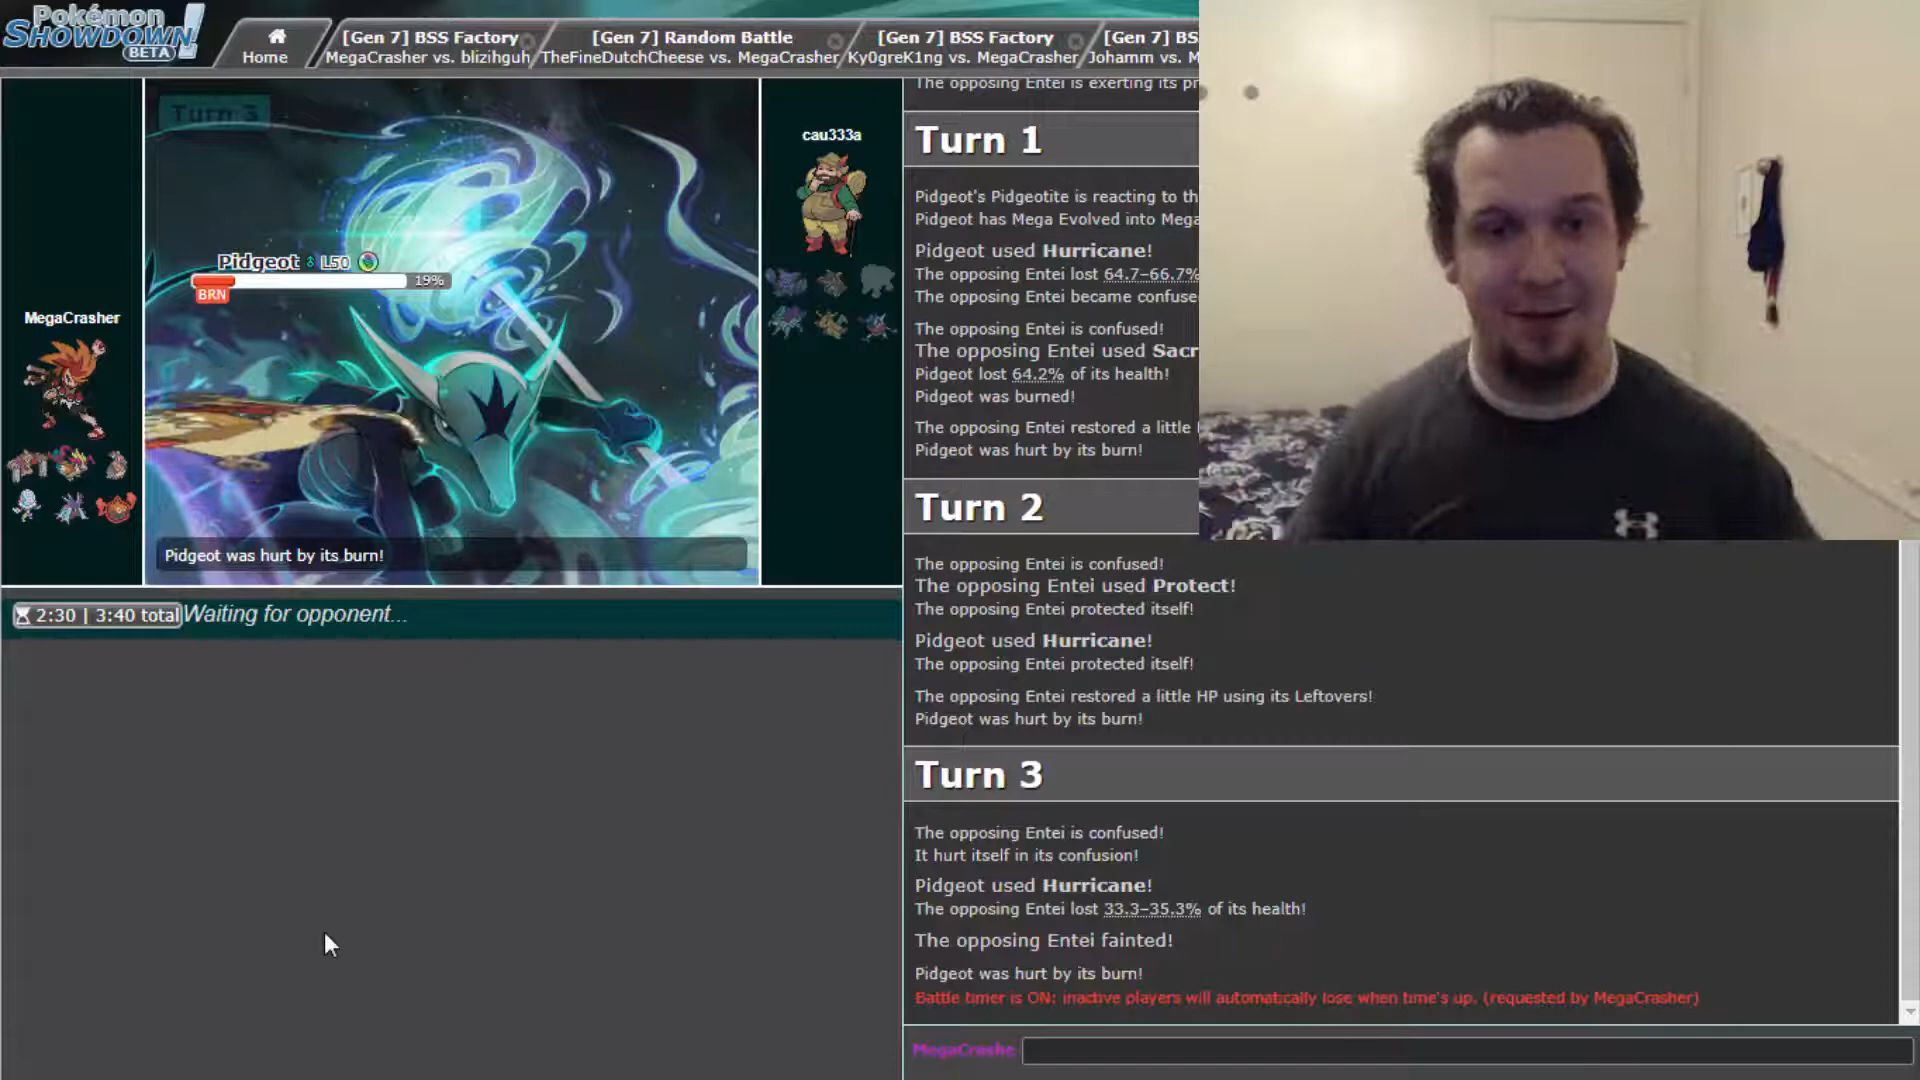 Pokémon
SHOWDOWN!
BETA
Home
[Gen 7] BSS Factory
MegaCrasher vs. blizihguh
[Gen 7] Random Battle
TheFineDutchCheese vs. MegaCrasher
[Gen 7] BSS Factory
Ky0greK1ng vs. MegaCrasher
[Gen 7] BS
Johamm vs. M
Turn 3
cau333a
Pidgeot L50
19%
BRN
MegaCrasher
Pidgeot was hurt by its burn!
2:30 | 3:40 total
Waiting for opponent...
The opposing Entei is exerting its pr
Turn 1
Pidgeot's Pidgeotite is reacting to th
Pidgeot has Mega Evolved into Mega
Pidgeot used Hurricane!
The opposing Entei lost 64.7–66.7%
The opposing Entei became confuse
The opposing Entei is confused!
The opposing Entei used Sacr
Pidgeot lost 64.2% of its health!
Pidgeot was burned!
The opposing Entei restored a little
Pidgeot was hurt by its burn!
Turn 2
The opposing Entei is confused!
The opposing Entei used Protect!
The opposing Entei protected itself!
Pidgeot used Hurricane!
The opposing Entei protected itself!
The opposing Entei restored a little HP using its Leftovers!
Pidgeot was hurt by its burn!
Turn 3
The opposing Entei is confused!
It hurt itself in its confusion!
Pidgeot used Hurricane!
The opposing Entei lost 33.3–35.3% of its health!
The opposing Entei fainted!
Pidgeot was hurt by its burn!
Battle timer is ON: inactive players will automatically lose when time's up. (requested by MegaCrasher)
MegaCrashe